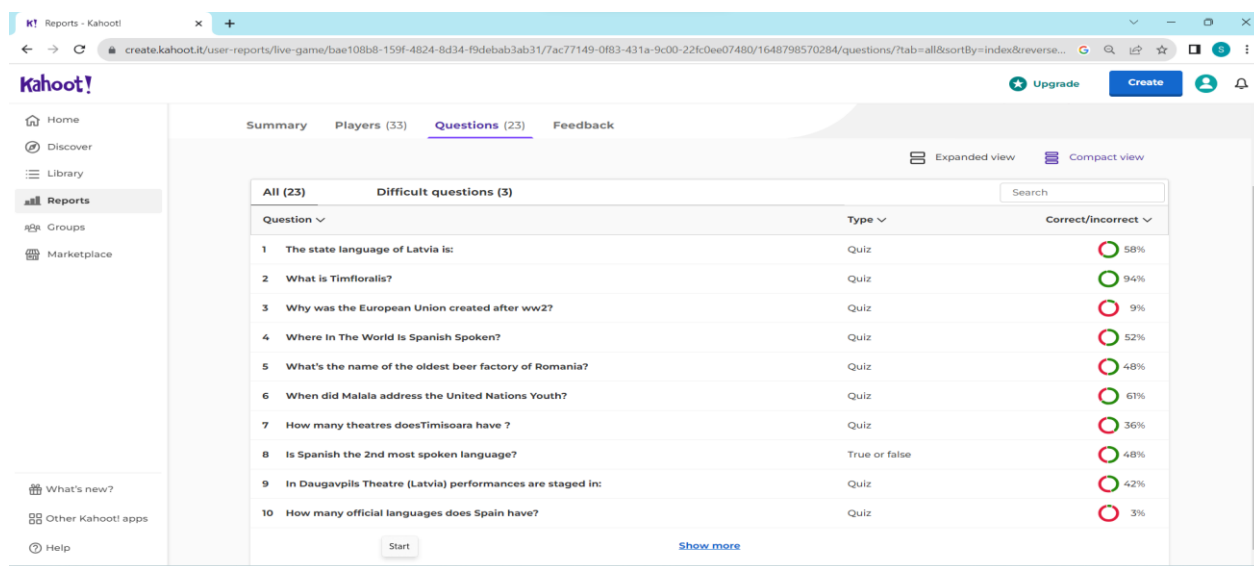 K! Reports - Kahoot!
create.kahoot.it/user-reports/live-game/bae108b8-159f-4824-8d34-f9debab3ab31/7ac77149-0f83-431a-9c00-22fc0ee07480/1648798570284/questions/?tab=all&sortBy=index&reverse... G S
Kahoot! Upgrade Create
Home
Discover
Library
Reports
Groups
Marketplace
What's new?
Other Kahoot! apps
Help
Summary Players (33) Questions (23) Feedback
Expanded view Compact view
All (23) Difficult questions (3) Search
Question Type Correct/incorrect
1 The state language of Latvia is: Quiz 58%
2 What is Timfloralis? Quiz 94%
3 Why was the European Union created after ww2? Quiz 9%
4 Where In The World Is Spanish Spoken? Quiz 52%
5 What's the name of the oldest beer factory of Romania? Quiz 48%
6 When did Malala address the United Nations Youth? Quiz 61%
7 How many theatres doesTimisoara have ? Quiz 36%
8 Is Spanish the 2nd most spoken language? True or false 48%
9 In Daugavpils Theatre (Latvia) performances are staged in: Quiz 42%
10 How many official languages does Spain have? Quiz 3%
Start Show more